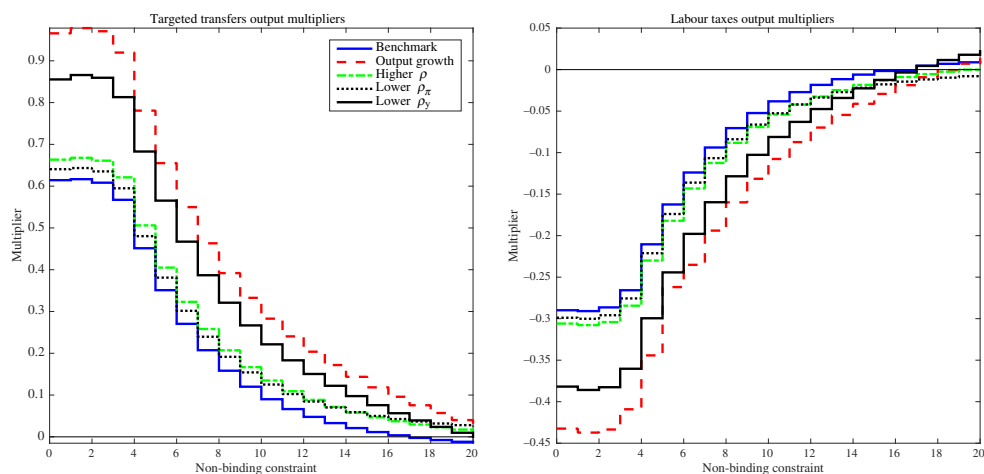 Targeted transfers output multipliers
Multiplier
0.9
0.8
0.7
0.6
0.5
0.4
0.3
0.2
0.1
0
0 2 4 6 8 10 12 14 16 18 20
Non-binding constraint
Benchmark
Output growth
Higher ρ
Lower ρπ
Lower ρy
Labour taxes output multipliers
Multiplier
0.05
0
−0.05
−0.1
−0.15
−0.2
−0.25
−0.3
−0.35
−0.4
−0.45
0 2 4 6 8 10 12 14 16 18 20
Non-binding constraint